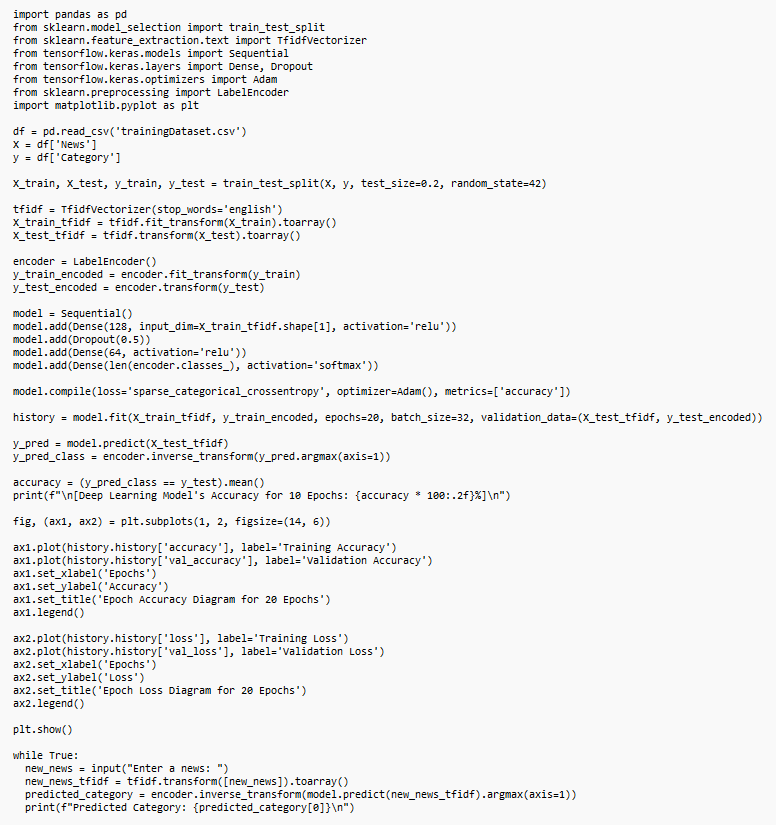 import pandas as pd
from sklearn.model_selection import train_test_split
from sklearn.feature_extraction.text import TfidfVectorizer
from tensorflow.keras.models import Sequential
from tensorflow.keras.layers import Dense, Dropout
from tensorflow.keras.optimizers import Adam
from sklearn.preprocessing import LabelEncoder
import matplotlib.pyplot as plt

df = pd.read_csv('trainingDataset.csv')
X = df['News']
y = df['Category']

X_train, X_test, y_train, y_test = train_test_split(X, y, test_size=0.2, random_state=42)

tfidf = TfidfVectorizer(stop_words='english')
X_train_tfidf = tfidf.fit_transform(X_train).toarray()
X_test_tfidf = tfidf.transform(X_test).toarray()

encoder = LabelEncoder()
y_train_encoded = encoder.fit_transform(y_train)
y_test_encoded = encoder.transform(y_test)

model = Sequential()
model.add(Dense(128, input_dim=X_train_tfidf.shape[1], activation='relu'))
model.add(Dropout(0.5))
model.add(Dense(64, activation='relu'))
model.add(Dense(len(encoder.classes_), activation='softmax'))

model.compile(loss='sparse_categorical_crossentropy', optimizer=Adam(), metrics=['accuracy'])

history = model.fit(X_train_tfidf, y_train_encoded, epochs=20, batch_size=32, validation_data=(X_test_tfidf, y_test_encoded))

y_pred = model.predict(X_test_tfidf)
y_pred_class = encoder.inverse_transform(y_pred.argmax(axis=1))

accuracy = (y_pred_class == y_test).mean()
print(f"\n[Deep Learning Model's Accuracy for 10 Epochs: {accuracy * 100:.2f}%]\n")

fig, (ax1, ax2) = plt.subplots(1, 2, figsize=(14, 6))

ax1.plot(history.history['accuracy'], label='Training Accuracy')
ax1.plot(history.history['val_accuracy'], label='Validation Accuracy')
ax1.set_xlabel('Epochs')
ax1.set_ylabel('Accuracy')
ax1.set_title('Epoch Accuracy Diagram for 20 Epochs')
ax1.legend()

ax2.plot(history.history['loss'], label='Training Loss')
ax2.plot(history.history['val_loss'], label='Validation Loss')
ax2.set_xlabel('Epochs')
ax2.set_ylabel('Loss')
ax2.set_title('Epoch Loss Diagram for 20 Epochs')
ax2.legend()

plt.show()

while True:
  new_news = input("Enter a news: ")
  new_news_tfidf = tfidf.transform([new_news]).toarray()
  predicted_category = encoder.inverse_transform(model.predict(new_news_tfidf).argmax(axis=1))
  print(f"Predicted Category: {predicted_category[0]}\n")